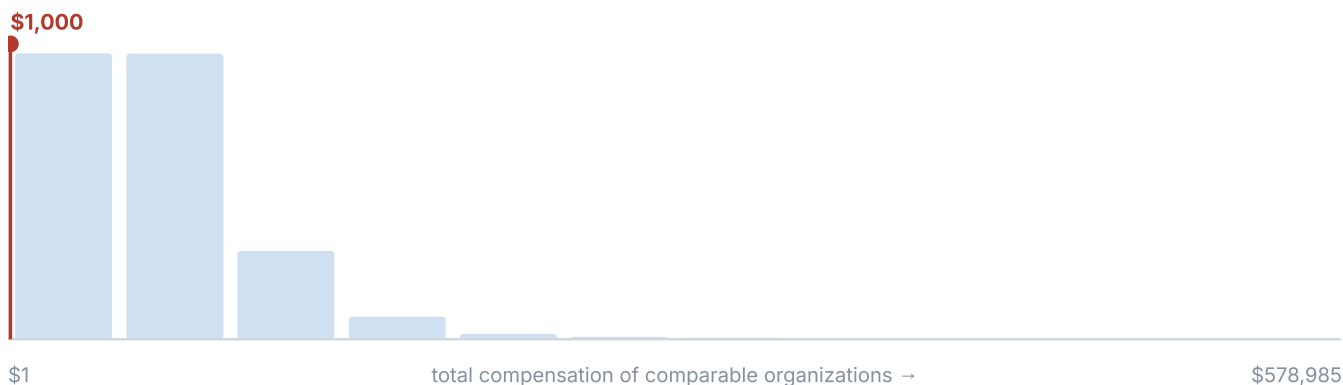 $1,000
$1 total compensation of comparable organizations → $578,985